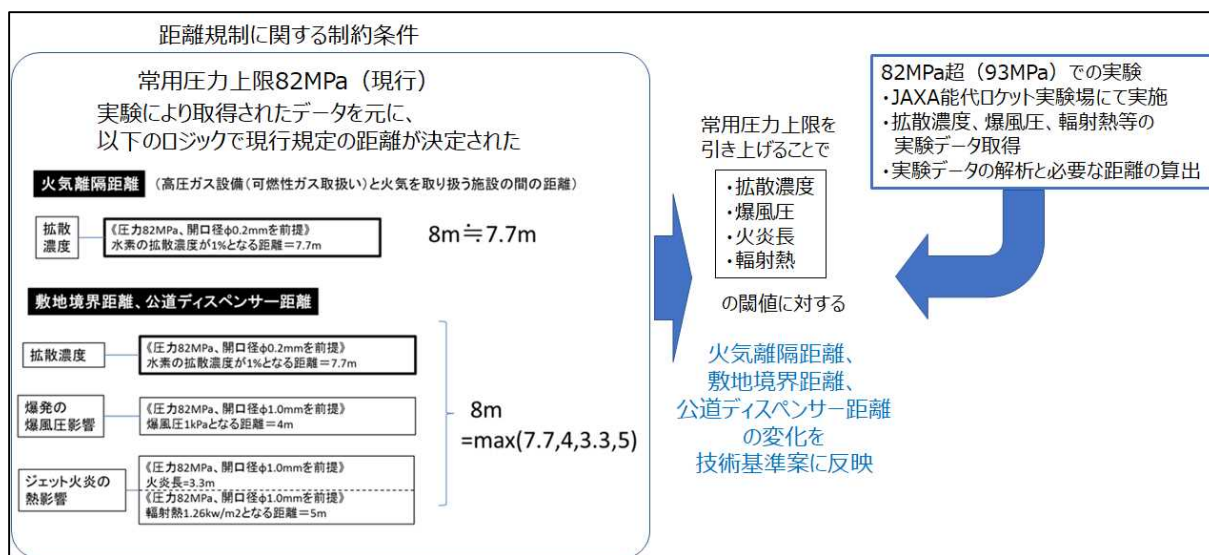 距離規制に関する制約条件
常用圧力上限82MPa（現行）
実験により取得されたデータを元に、
以下のロジックで現行規定の距離が決定された
火気離隔距離 （高圧ガス設備（可燃性ガス取扱い）と火気を取り扱う施設の間の距離）
拡散
濃度
《圧力82MPa、開口径φ0.2mmを前提》
水素の拡散濃度が1%となる距離＝7.7m
8m≒7.7m
敷地境界距離、公道ディスペンサー距離
拡散濃度
《圧力82MPa、開口径φ0.2mmを前提》
水素の拡散濃度が1%となる距離＝7.7m
爆発の
爆風圧影響
《圧力82MPa、開口径φ1.0mmを前提》
爆風圧1kPaとなる距離＝4m
ジェット火炎の
熱影響
《圧力82MPa、開口径φ1.0mmを前提》
火炎長=3.3m
《圧力82MPa、開口径φ1.0mmを前提》
輻射熱1.26kw/m2となる距離＝5m
8m
=max(7.7,4,3.3,5)
常用圧力上限を
引き上げることで
・拡散濃度
・爆風圧
・火炎長
・輻射熱
の閾値に対する
火気離隔距離、
敷地境界距離、
公道ディスペンサー距離
の変化を
技術基準案に反映
82MPa超（93MPa）での実験
・JAXA能代ロケット実験場にて実施
・拡散濃度、爆風圧、輻射熱等の
実験データ取得
・実験データの解析と必要な距離の算出